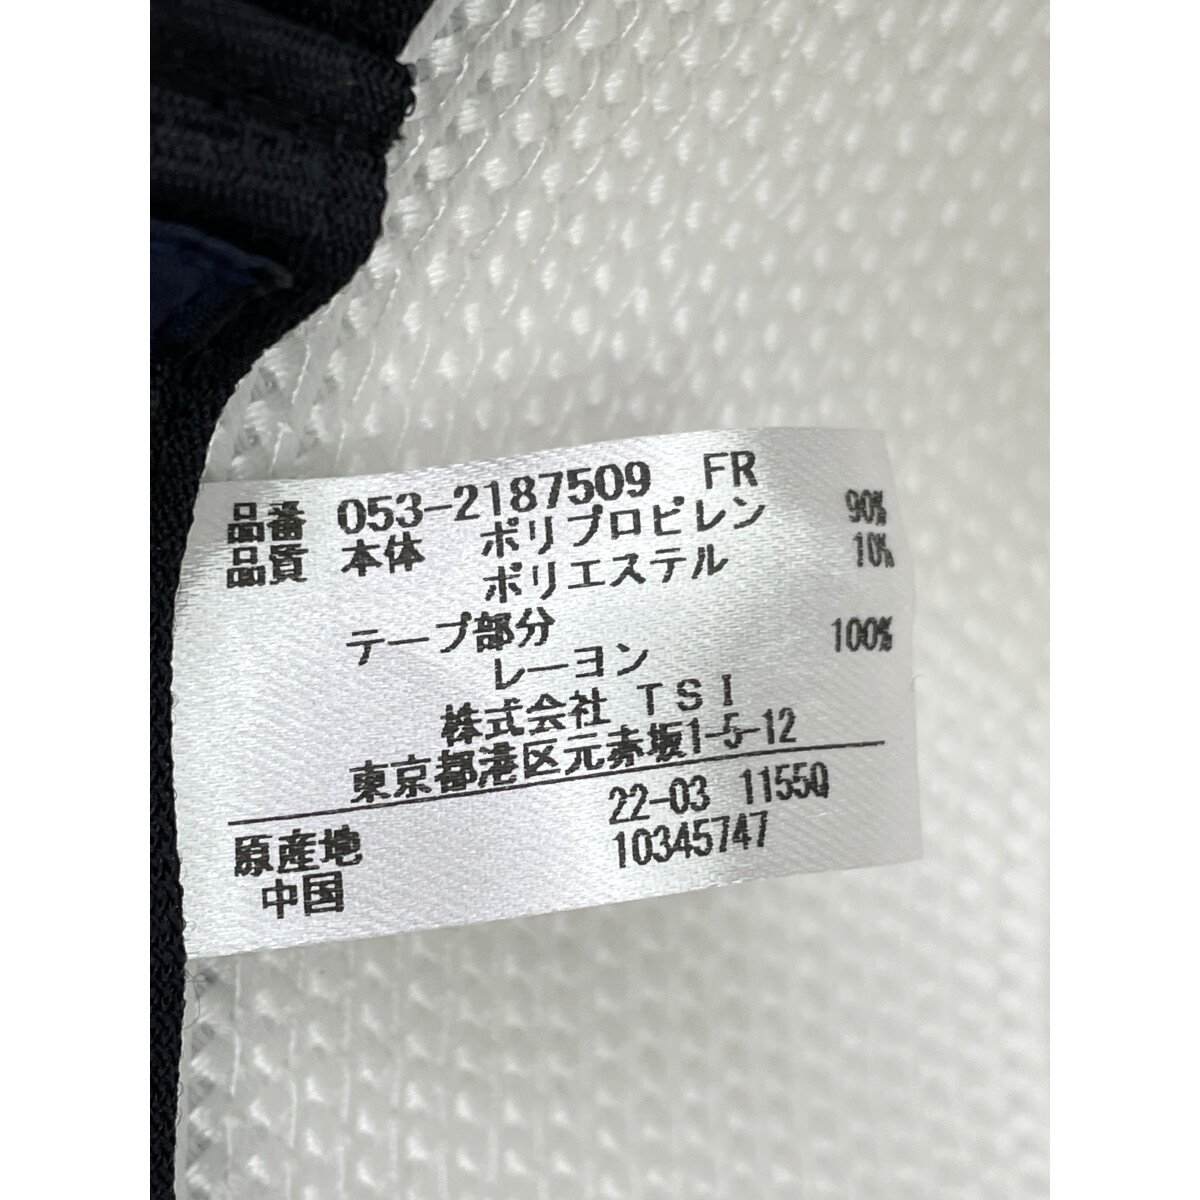 品番 053-2187509 FR
品質 本体 ポリプロピレン 90%
ポリエステル 10%
テープ部分
レーヨン 100%
株式会社 TSI
東京都港区元赤坂1-5-12
22-03 1155Q
原産地 10345747
中国